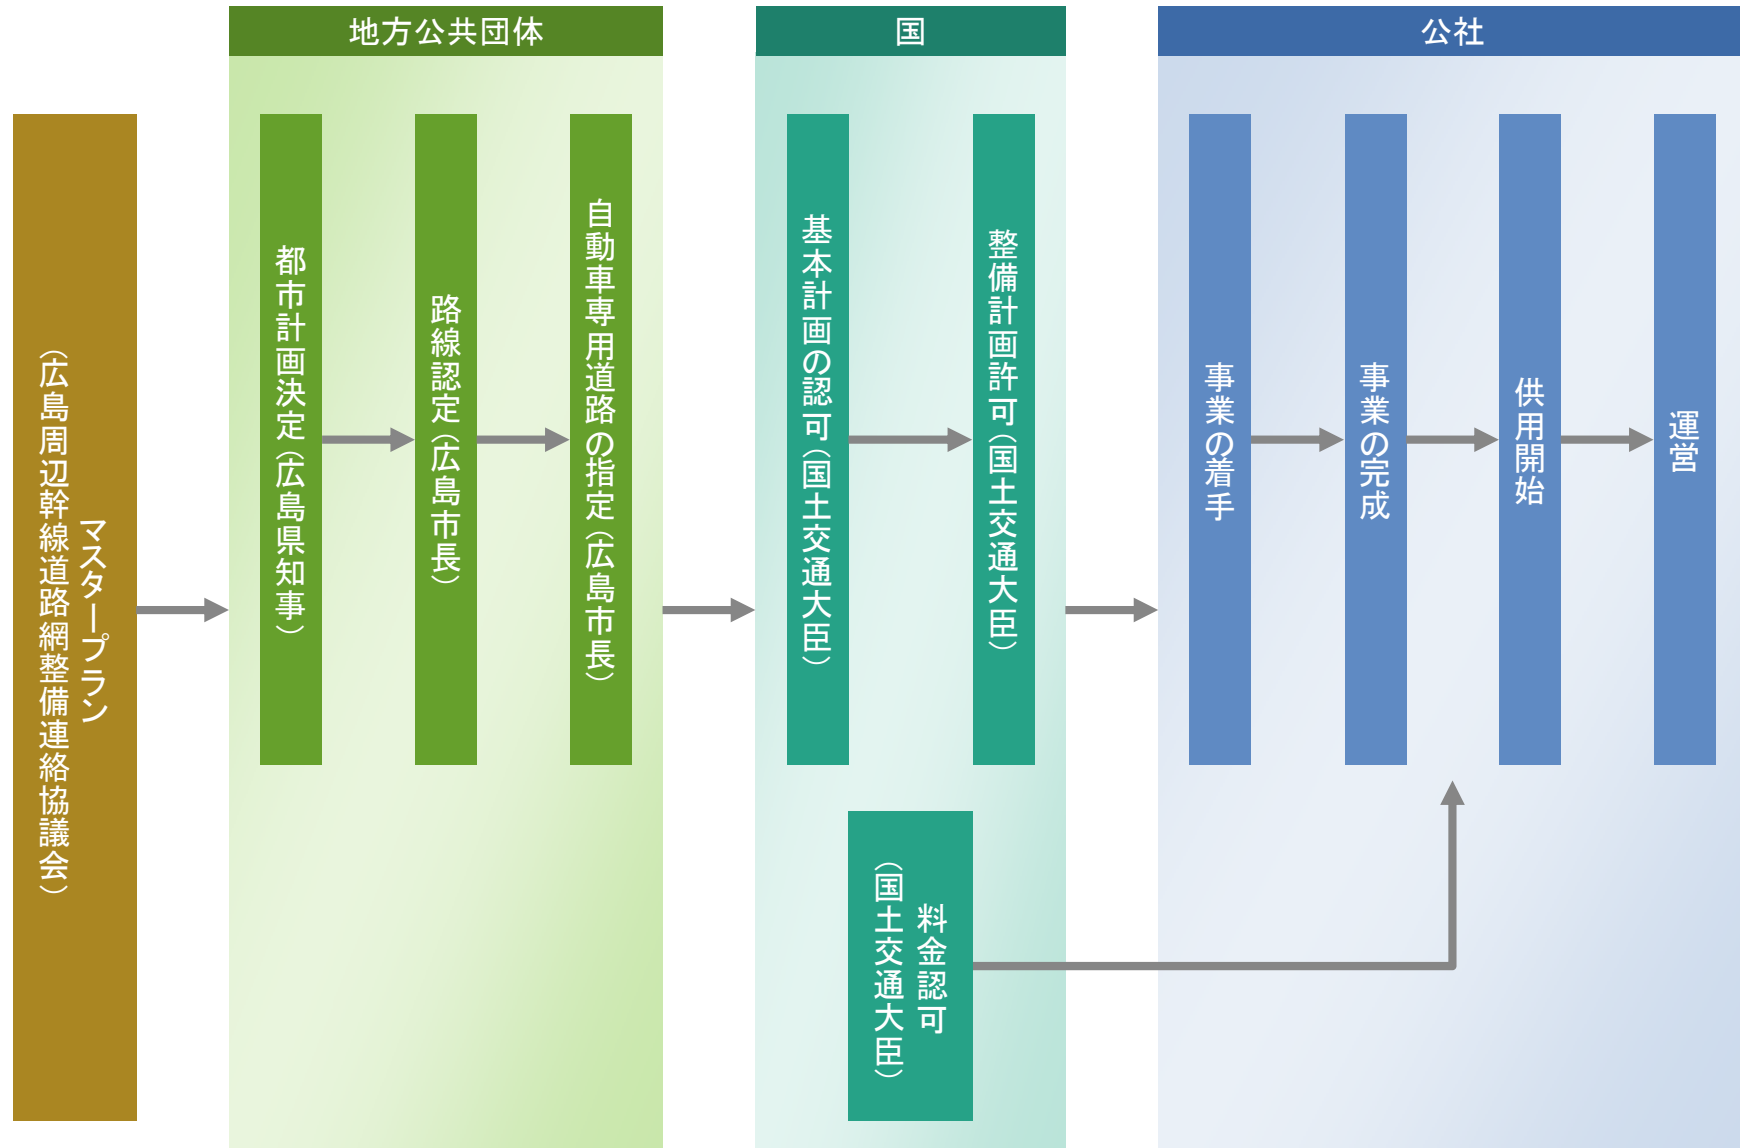 マスタープラン
（広島周辺幹線道路網整備連絡協議会）
地方公共団体
都市計画決定（広島県知事）
路線認定（広島市長）
自動車専用道路の指定（広島市長）
国
基本計画の認可（国土交通大臣）
整備計画許可（国土交通大臣）
料金認可
（国土交通大臣）
公社
事業の着手
事業の完成
供用開始
運営